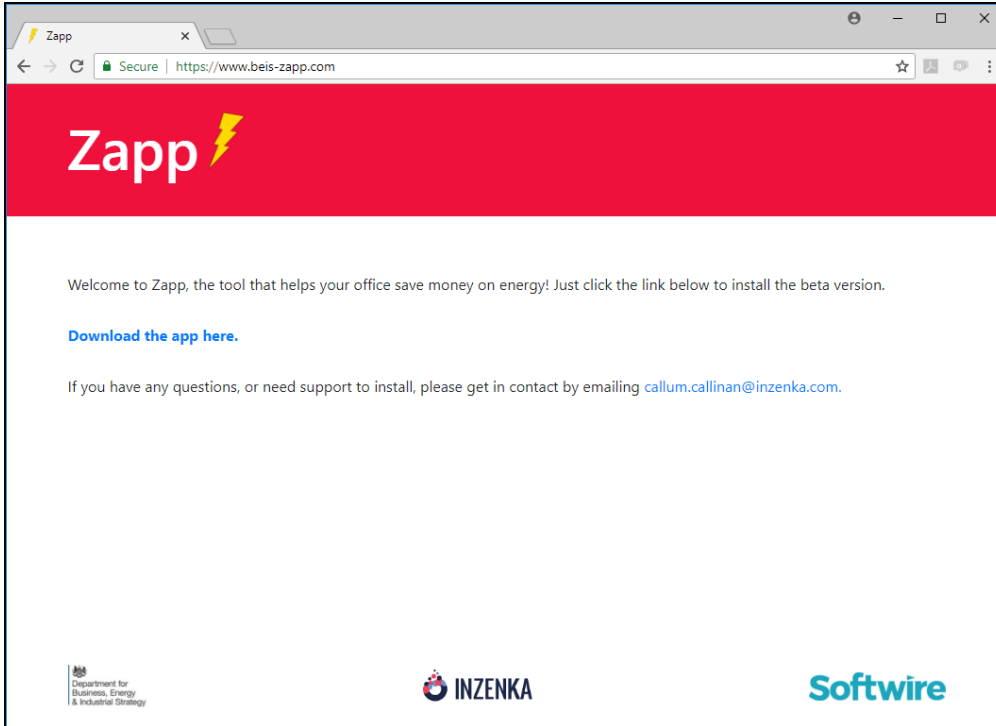 Zapp
Secure | https://www.beis-zapp.com
Zapp
Welcome to Zapp, the tool that helps your office save money on energy! Just click the link below to install the beta version.
Download the app here.
If you have any questions, or need support to install, please get in contact by emailing callum.callinan@inzenka.com.
Department for
Business, Energy
& Industrial Strategy
INZENKA
Softwire